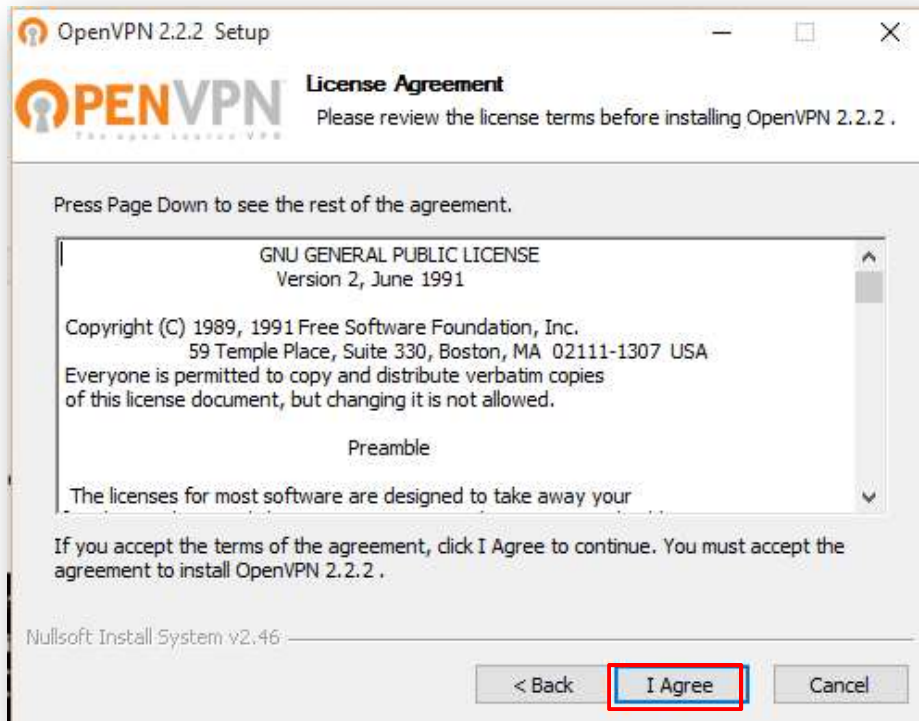 OpenVPN 2.2.2 Setup
OPENVPN
The open source VPN
License Agreement
Please review the license terms before installing OpenVPN 2.2.2 .
Press Page Down to see the rest of the agreement.
GNU GENERAL PUBLIC LICENSE
Version 2, June 1991
Copyright (C) 1989, 1991 Free Software Foundation, Inc.
59 Temple Place, Suite 330, Boston, MA 02111-1307 USA
Everyone is permitted to copy and distribute verbatim copies
of this license document, but changing it is not allowed.
Preamble
The licenses for most software are designed to take away your
If you accept the terms of the agreement, click I Agree to continue. You must accept the
agreement to install OpenVPN 2.2.2 .
Nullsoft Install System v2.46
< Back
I Agree
Cancel